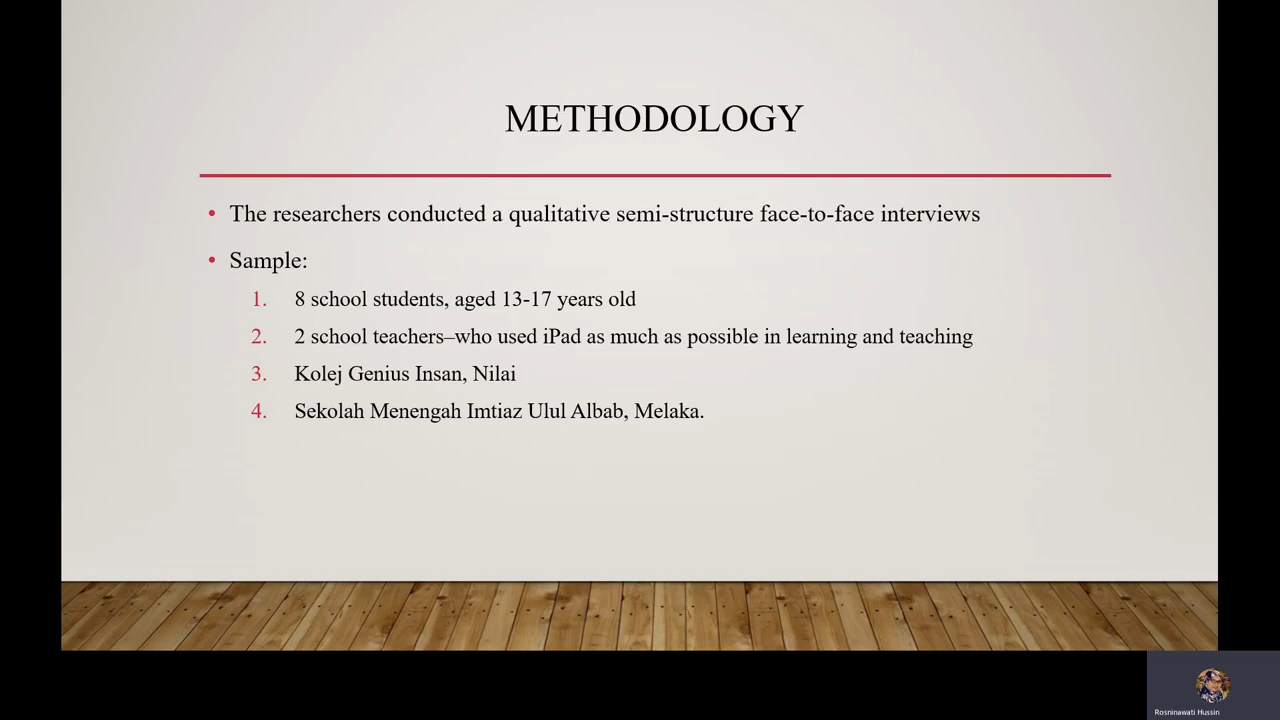 METHODOLOGY
• The researchers conducted a qualitative semi-structure face-to-face interviews
• Sample:
1. 8 school students, aged 13-17 years old
2. 2 school teachers–who used iPad as much as possible in learning and teaching
3. Kolej Genius Insan, Nilai
4. Sekolah Menengah Imtiaz Ulul Albab, Melaka.
Rosninawati Hussin